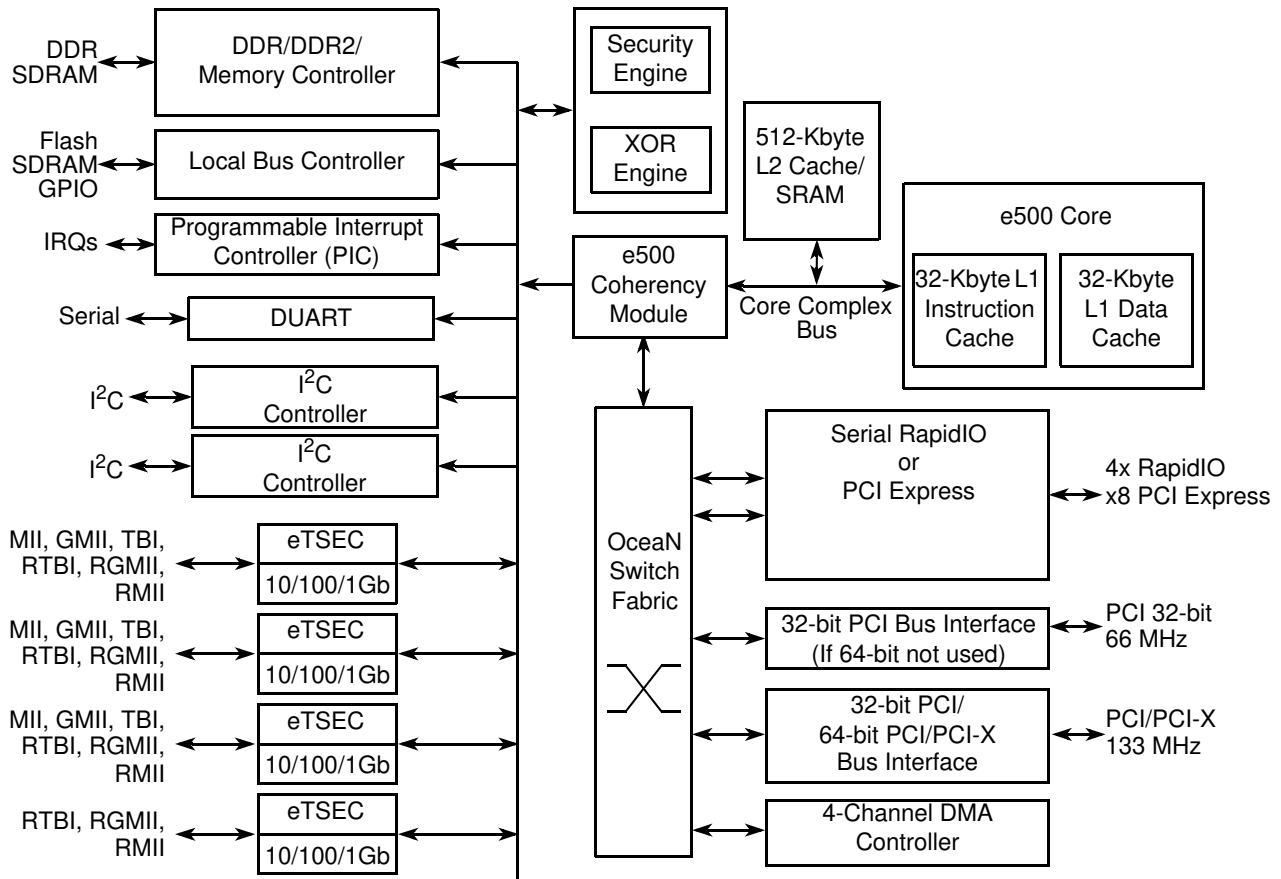 DDR
SDRAM
DDR/DDR2/
Memory Controller
Flash
SDRAM
GPIO
Local Bus Controller
IRQs
Programmable Interrupt
Controller (PIC)
Serial
DUART
I²C
I²C
Controller
I²C
I²C
Controller
MII, GMII, TBI,
RTBI, RGMII,
RMII
eTSEC
10/100/1Gb
MII, GMII, TBI,
RTBI, RGMII,
RMII
eTSEC
10/100/1Gb
MII, GMII, TBI,
RTBI, RGMII,
RMII
eTSEC
10/100/1Gb
RTBI, RGMII,
RMII
eTSEC
10/100/1Gb
Security
Engine
XOR
Engine
512-Kbyte
L2 Cache/
SRAM
e500
Coherency
Module
Core Complex
Bus
e500 Core
32-Kbyte L1
Instruction
Cache
32-Kbyte
L1 Data
Cache
OceaN
Switch
Fabric
Serial RapidIO
or
PCI Express
4x RapidIO
x8 PCI Express
32-bit PCI Bus Interface
(If 64-bit not used)
PCI 32-bit
66 MHz
32-bit PCI/
64-bit PCI/PCI-X
Bus Interface
PCI/PCI-X
133 MHz
4-Channel DMA
Controller